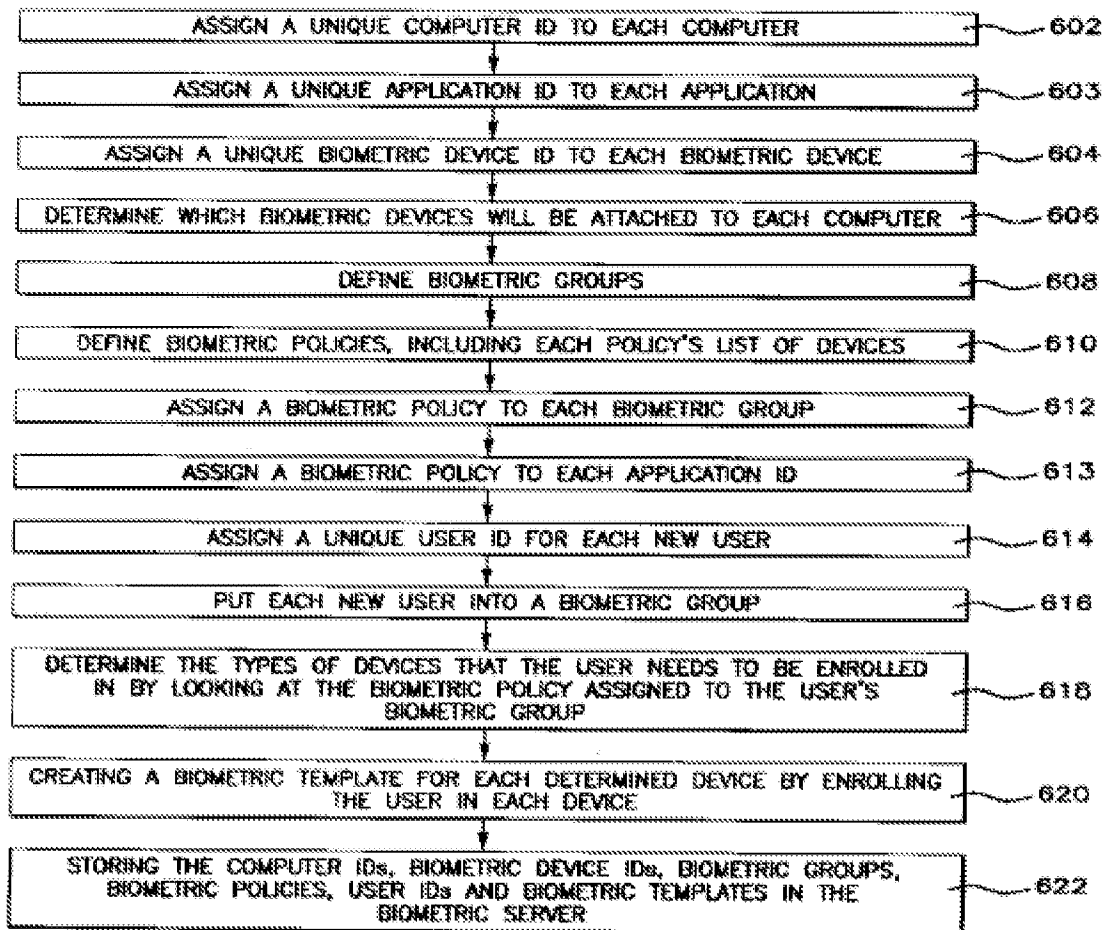 ASSIGN A UNIQUE COMPUTER ID TO EACH COMPUTER 602
ASSIGN A UNIQUE APPLICATION ID TO EACH APPLICATION 603
ASSIGN A UNIQUE BIOMETRIC DEVICE ID TO EACH BIOMETRIC DEVICE 604
DETERMINE WHICH BIOMETRIC DEVICES WILL BE ATTACHED TO EACH COMPUTER 606
DEFINE BIOMETRIC GROUPS 608
DEFINE BIOMETRIC POLICIES, INCLUDING EACH POLICY'S LIST OF DEVICES 610
ASSIGN A BIOMETRIC POLICY TO EACH BIOMETRIC GROUP 612
ASSIGN A BIOMETRIC POLICY TO EACH APPLICATION ID 613
ASSIGN A UNIQUE USER ID FOR EACH NEW USER 614
PUT EACH NEW USER INTO A BIOMETRIC GROUP 616
DETERMINE THE TYPES OF DEVICES THAT THE USER NEEDS TO BE ENROLLED
IN BY LOOKING AT THE BIOMETRIC POLICY ASSIGNED TO THE USER'S 618
BIOMETRIC GROUP
CREATING A BIOMETRIC TEMPLATE FOR EACH DETERMINED DEVICE BY ENROLLING
THE USER IN EACH DEVICE 620
STORING THE COMPUTER IDs, BIOMETRIC DEVICE IDs, BIOMETRIC GROUPS,
BIOMETRIC POLICIES, USER IDs AND BIOMETRIC TEMPLATES IN THE 622
BIOMETRIC SERVER